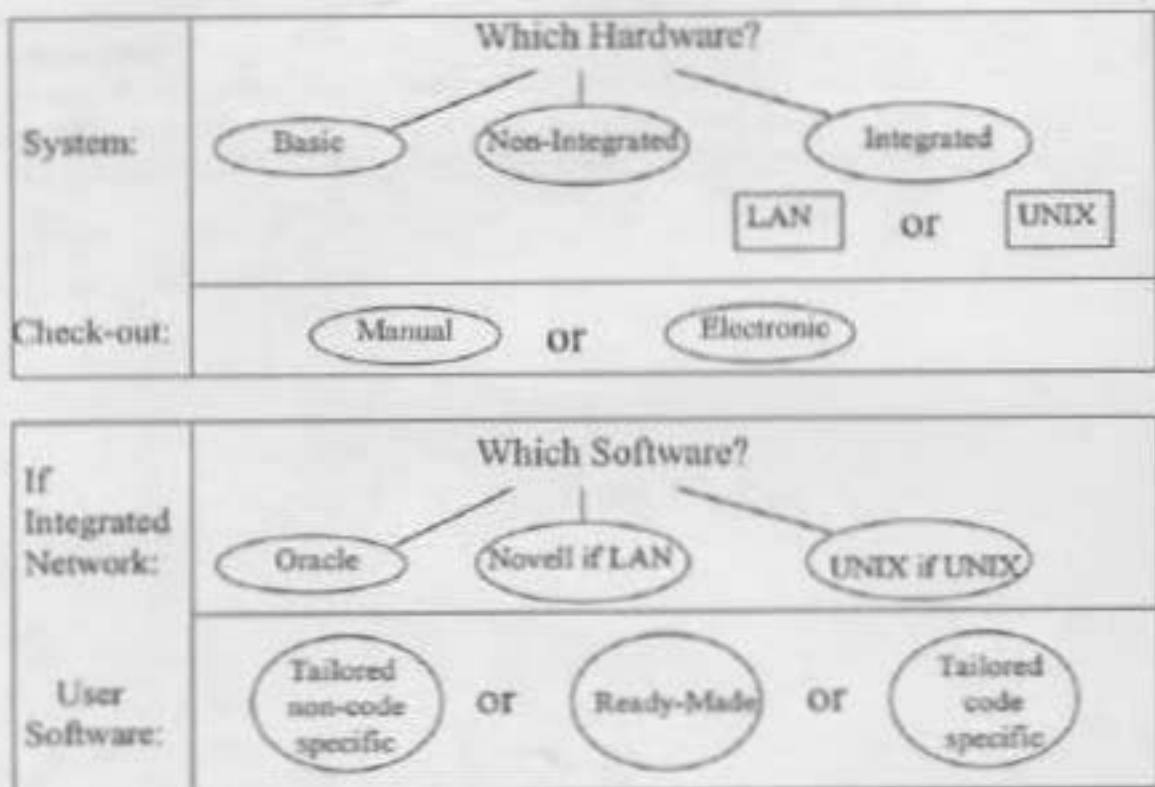 Which Hardware?
System: Basic Non-Integrated Integrated
LAN or UNIX
Check-out: Manual or Electronic
Which Software?
If
Integrated
Network: Oracle Novell if LAN UNIX if UNIX
User
Software:
Tailored
non-code
specific
or
Ready-Made
or
Tailored
code
specific